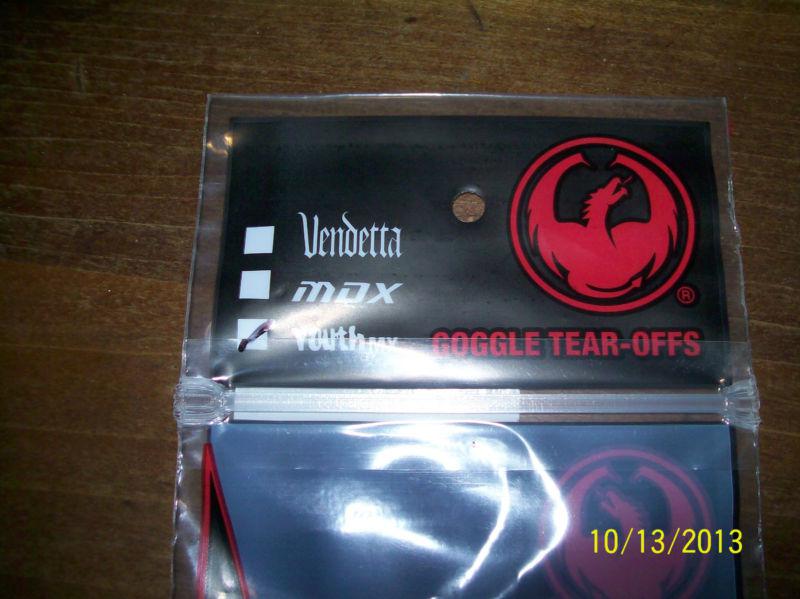 Vendetta
MDX
Youth MX
GOGGLE TEAR-OFFS
®
10/13/2013